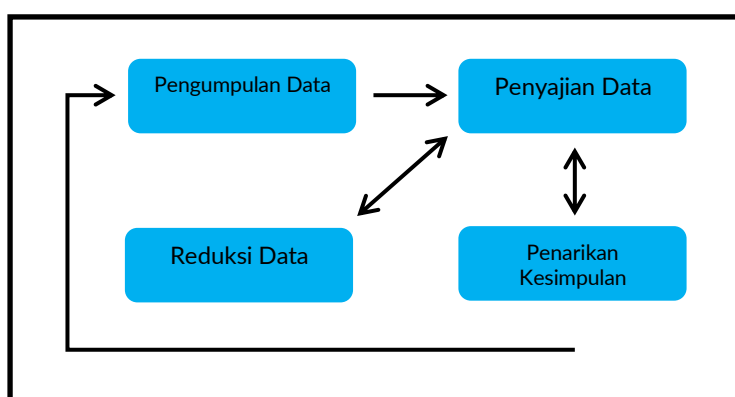 Pengumpulan Data
Penyajian Data
Reduksi Data
Penarikan
Kesimpulan